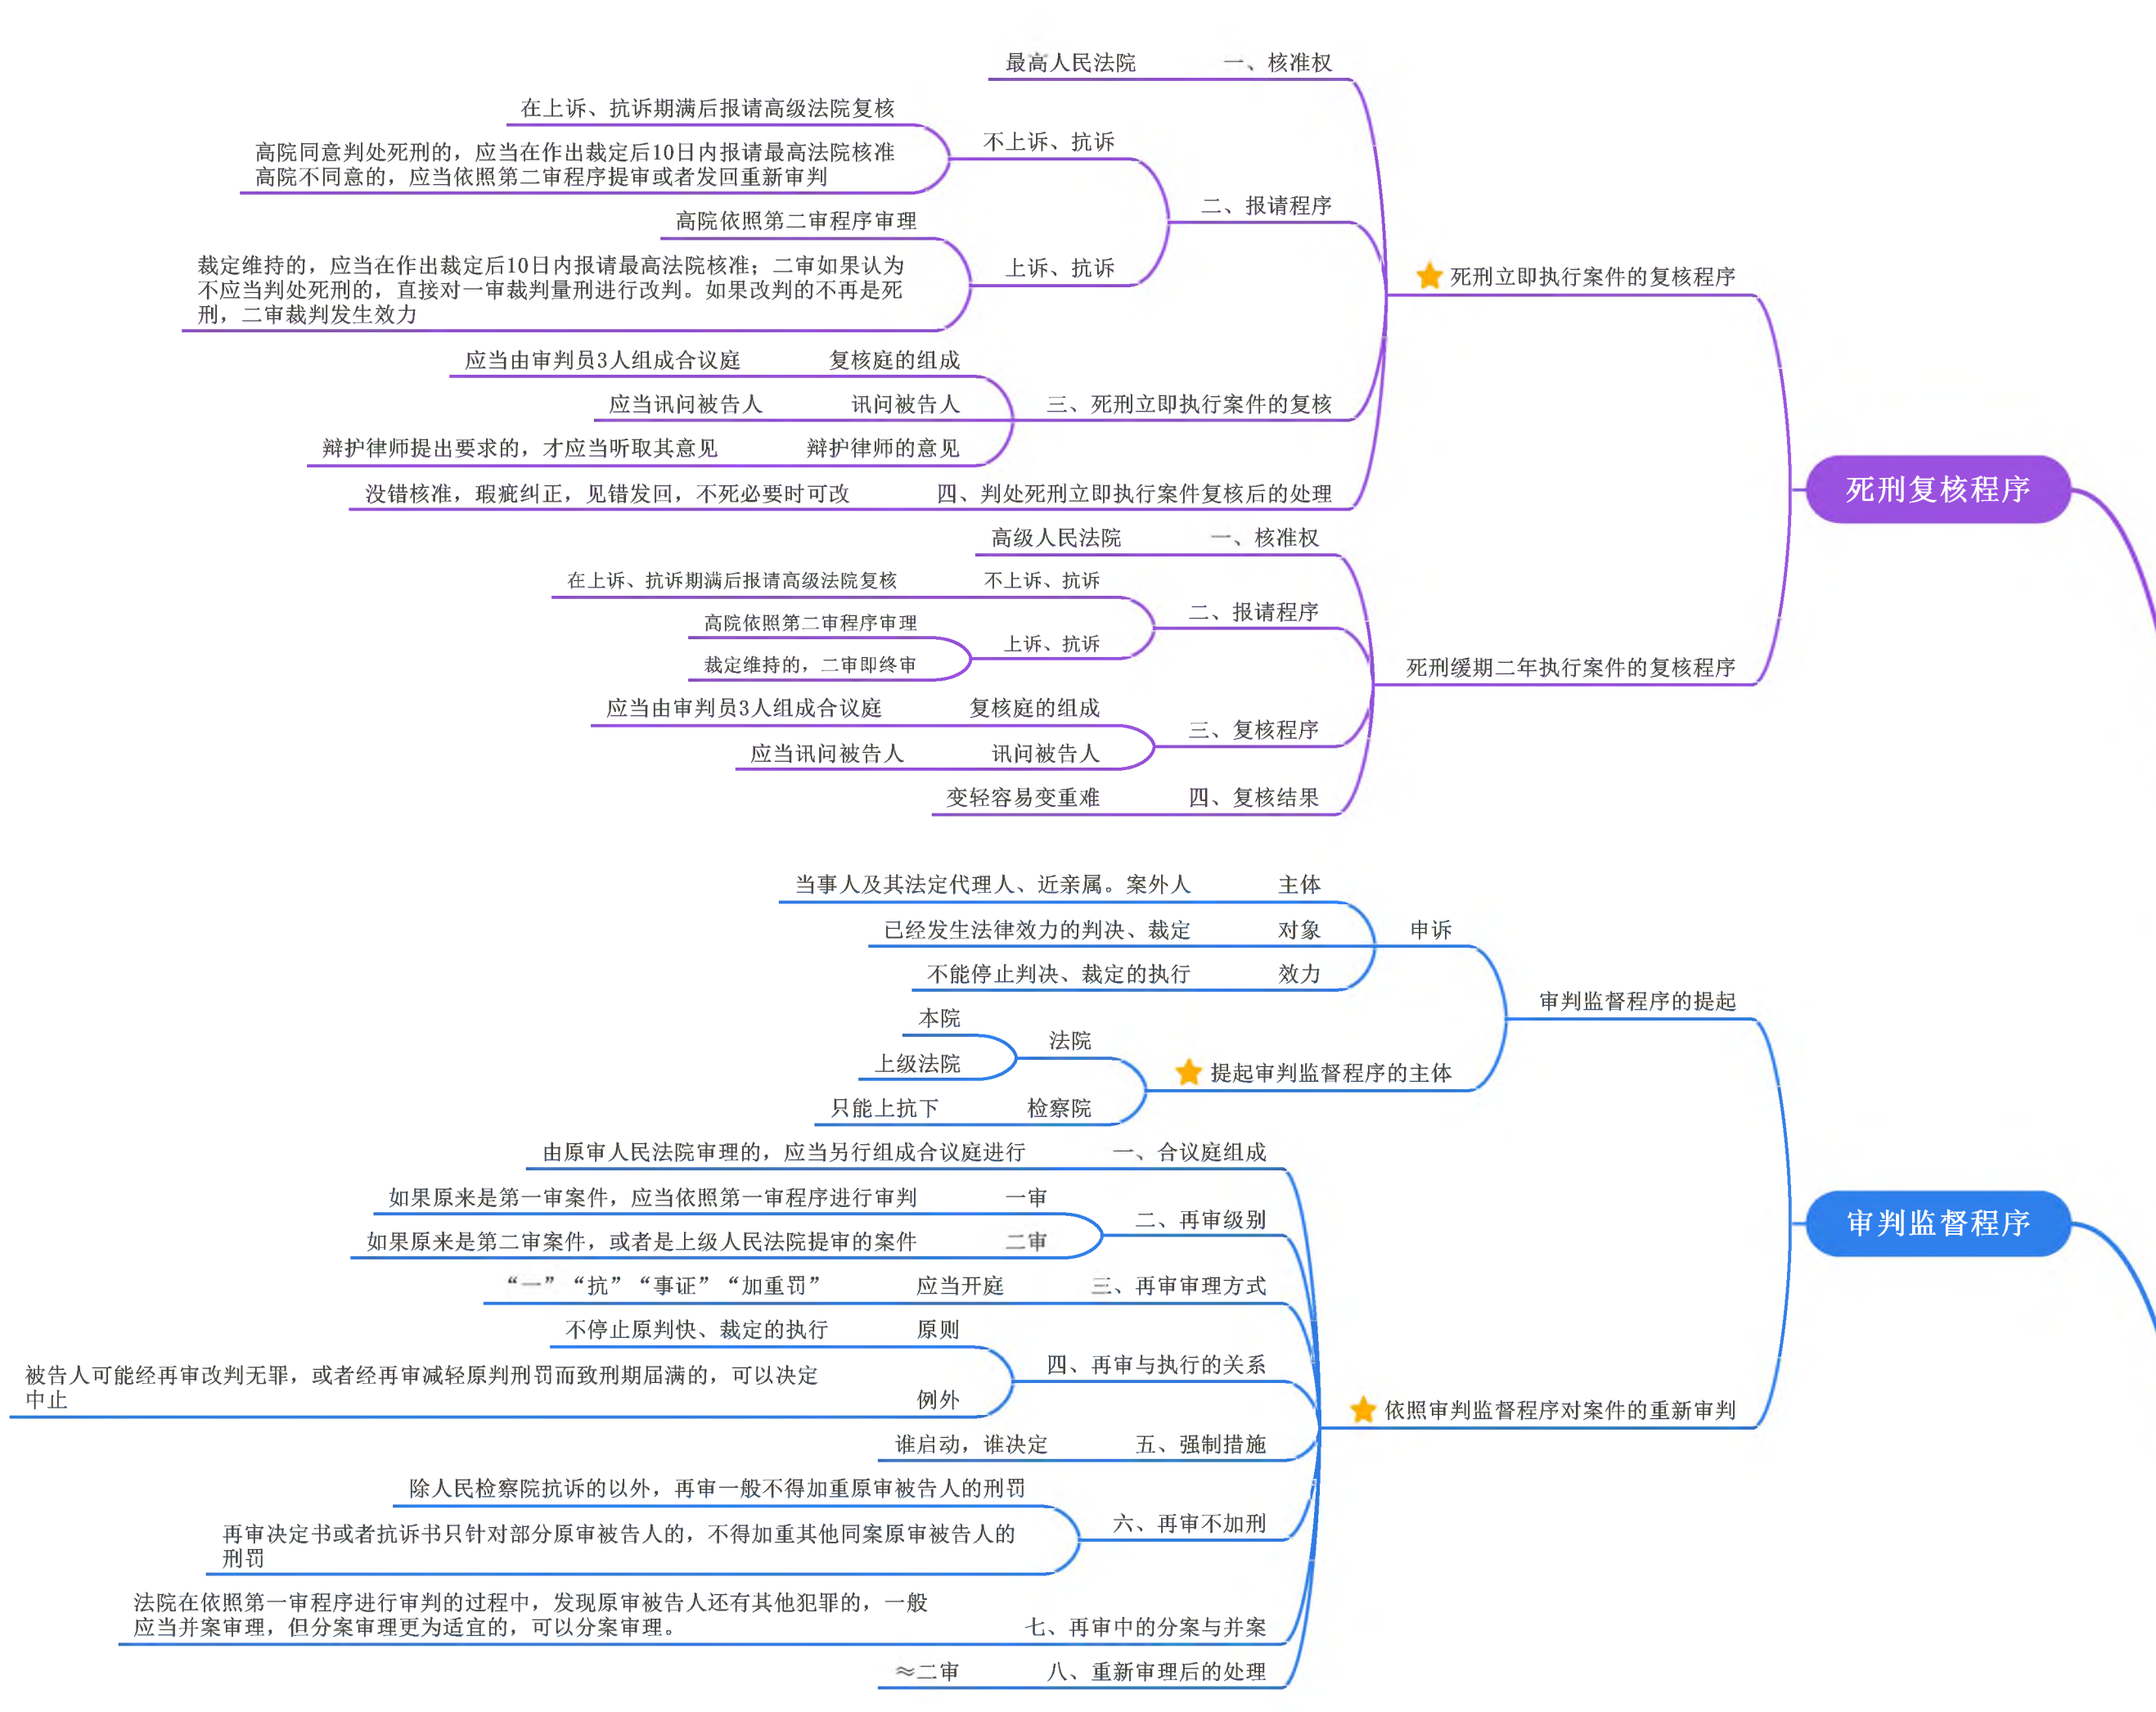 死刑复核程序
死刑立即执行案件的复核程序
一、核准权
最高人民法院
二、报请程序
不上诉、抗诉
在上诉、抗诉期满后报请高级法院复核
高院同意判处死刑的，应当在作出裁定后10日内报请最高法院核准
高院不同意的，应当依照第二审程序提审或者发回重新审判
上诉、抗诉
高院依照第二审程序审理
裁定维持的，应当在作出裁定后10日内报请最高法院核准；二审如果认为
不应当判处死刑的，直接对一审裁判量刑进行改判。如果改判的不再是死
刑，二审裁判发生效力
三、死刑立即执行案件的复核
复核庭的组成
应当由审判员3人组成合议庭
讯问被告人
应当讯问被告人
辩护律师的意见
辩护律师提出要求的，才应当听取其意见
四、判处死刑立即执行案件复核后的处理
没错核准，瑕疵纠正，见错发回，不死必要时可改
死刑缓期二年执行案件的复核程序
一、核准权
高级人民法院
二、报请程序
不上诉、抗诉
在上诉、抗诉期满后报请高级法院复核
上诉、抗诉
高院依照第二审程序审理
裁定维持的，二审即终审
三、复核程序
复核庭的组成
应当由审判员3人组成合议庭
讯问被告人
应当讯问被告人
四、复核结果
变轻容易变重难
审判监督程序
审判监督程序的提起
申诉
主体
当事人及其法定代理人、近亲属。案外人
对象
已经发生法律效力的判决、裁定
效力
不能停止判决、裁定的执行
提起审判监督程序的主体
法院
本院
上级法院
检察院
只能上抗下
依照审判监督程序对案件的重新审判
一、合议庭组成
由原审人民法院审理的，应当另行组成合议庭进行
二、再审级别
一审
如果原来是第一审案件，应当依照第一审程序进行审判
二审
如果原来是第二审案件，或者是上级人民法院提审的案件
三、再审审理方式
应当开庭
“一”“抗”“事证”“加重罚”
四、再审与执行的关系
原则
不停止原判快、裁定的执行
例外
被告人可能经再审改判无罪，或者经再审减轻原判刑罚而致刑期届满的，可以决定
中止
五、强制措施
谁启动，谁决定
六、再审不加刑
除人民检察院抗诉的以外，再审一般不得加重原审被告人的刑罚
再审决定书或者抗诉书只针对部分原审被告人的，不得加重其他同案原审被告人的
刑罚
七、再审中的分案与并案
法院在依照第一审程序进行审判的过程中，发现原审被告人还有其他犯罪的，一般
应当并案审理，但分案审理更为适宜的，可以分案审理。
八、重新审理后的处理
≈二审